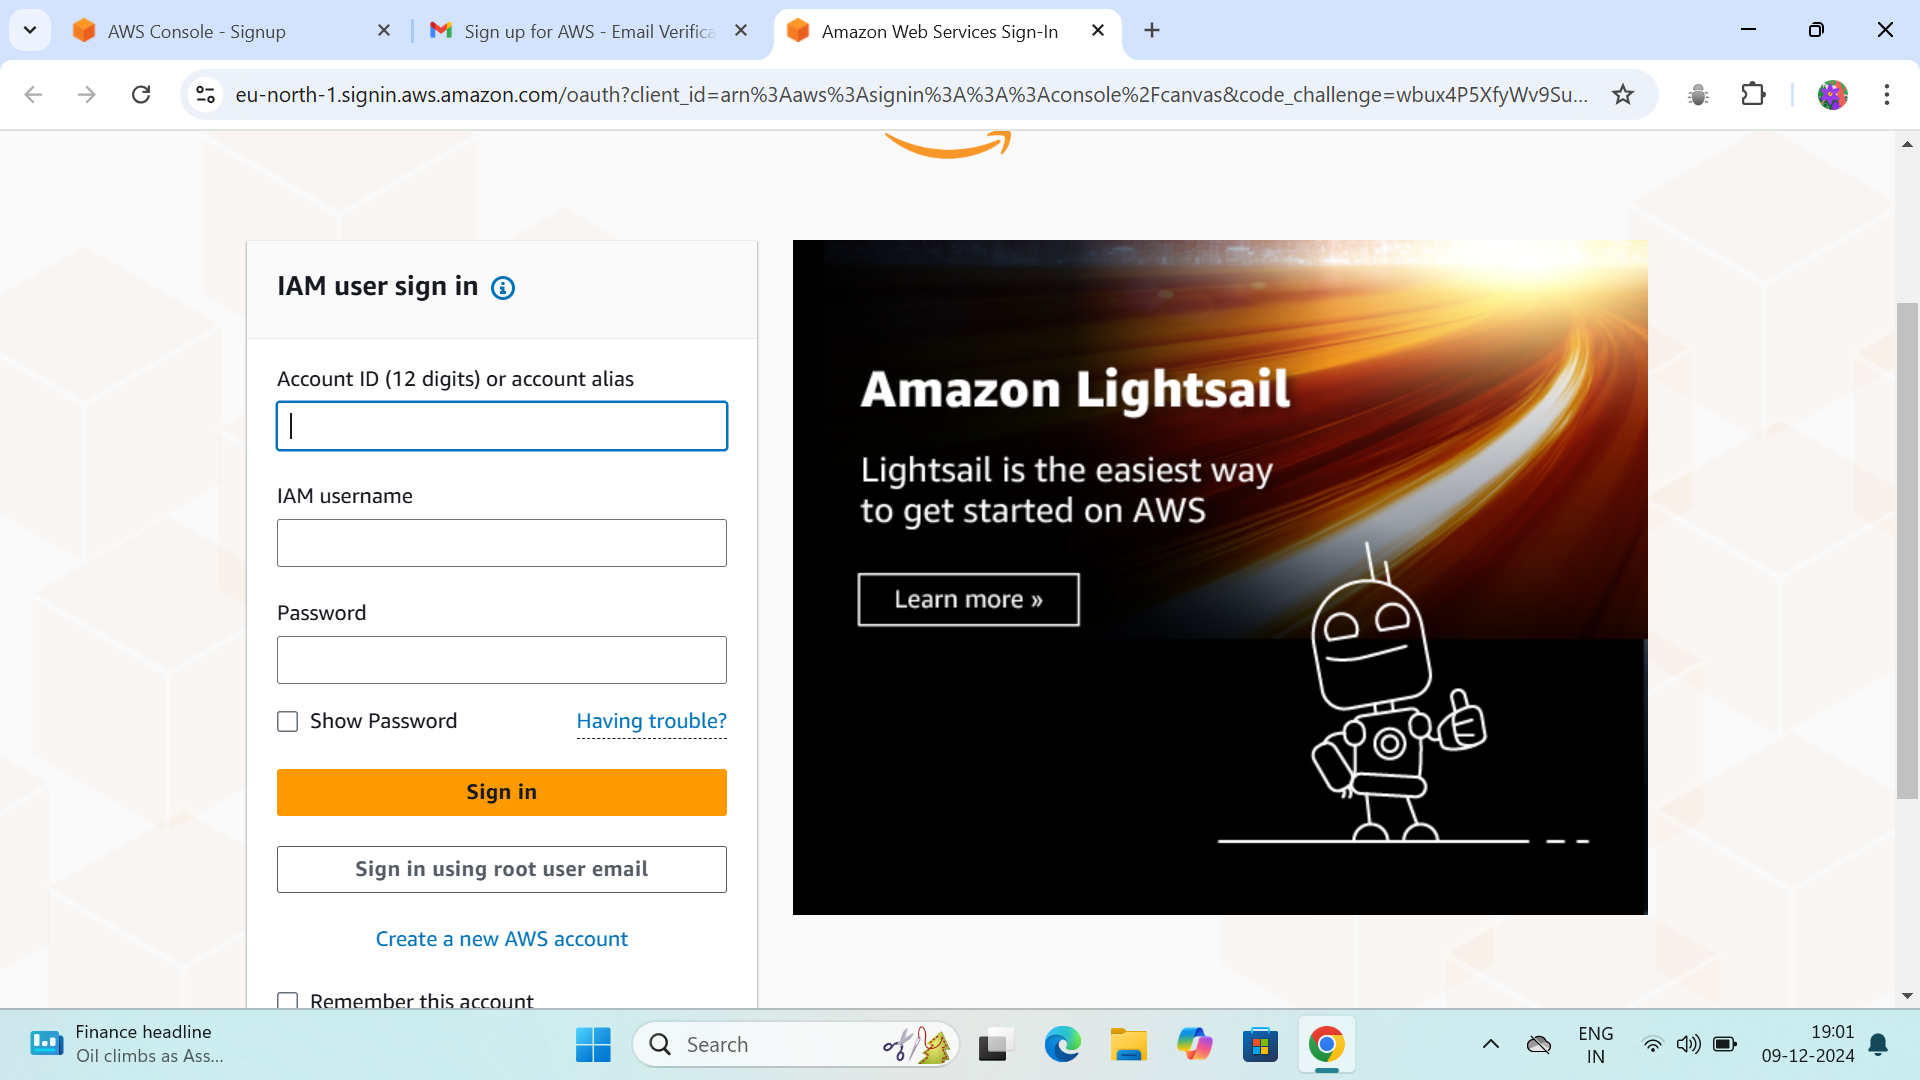 AWS Console - Signup
Sign up for AWS - Email Verifica
Amazon Web Services Sign-In
eu-north-1.signin.aws.amazon.com/oauth?client_id=arn%3Aaws%3Asignin%3A%3A%3Aconsole%2Fcanvas&code_challenge=wbux4P5XfyWv9Su...
IAM user sign in
Account ID (12 digits) or account alias
IAM username
Password
Show Password
Having trouble?
Sign in
Sign in using root user email
Create a new AWS account
Remember this account
Amazon Lightsail
Lightsail is the easiest way
to get started on AWS
Learn more »
Finance headline
Oil climbs as Ass...
Search
ENG
IN
19:01
09-12-2024